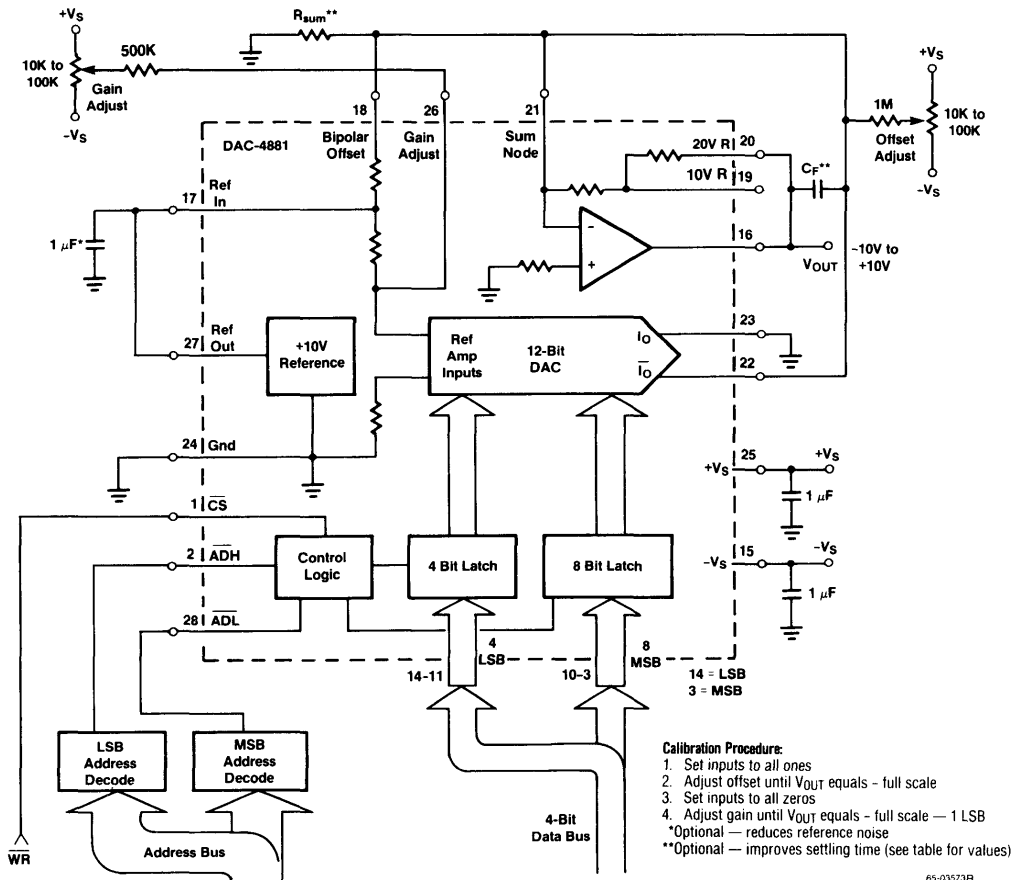 +VS
Rsum**
10K to
100K
500K
Gain
Adjust
-VS
18
26
21
+VS
1M
10K to
100K
Offset
Adjust
-VS
DAC-4881
Bipolar
Offset
Gain
Adjust
Sum
Node
20V R
20
10V R
19
CF**
17
Ref
In
1 μF*
-
+
16
VOUT
-10V to
+10V
27
Ref
Out
+10V
Reference
Ref
Amp
Inputs
12-Bit
DAC
IO
IO
23
22
24
Gnd
+VS
25
+VS
1 μF
1
CS
2
ADH
Control
Logic
4 Bit Latch
8 Bit Latch
-VS
15
-VS
1 μF
28
ADL
4
LSB
8
MSB
14-11
10-3
14 = LSB
3 = MSB
LSB
Address
Decode
MSB
Address
Decode
4-Bit
Data Bus
Address Bus
WR
Calibration Procedure:
1. Set inputs to all ones
2. Adjust offset until VOUT equals - full scale
3. Set inputs to all zeros
4. Adjust gain until VOUT equals - full scale — 1 LSB
*Optional — reduces reference noise
**Optional — improves settling time (see table for values)
65-03573B